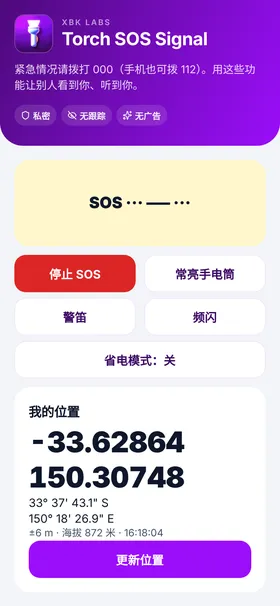 XBK LABS
Torch SOS Signal
紧急情况请拨打 000（手机也可拨 112）。用这些功
能让别人看到你、听到你。
私密
无跟踪
无广告
SOS ··· —— ···
停止 SOS
常亮手电筒
警笛
频闪
省电模式：关
我的位置
-33.62864
150.30748
33° 37' 43.1" S
150° 18' 26.9" E
±6 m · 海拔 872 米 · 16:18:04
更新位置